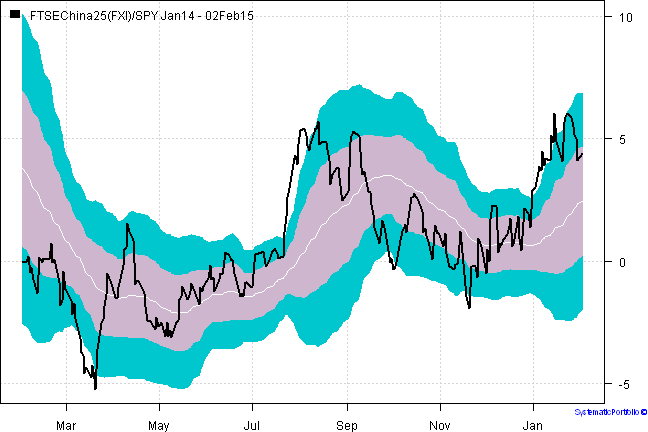 FTSEChina25(FXI)/SPY Jan14 - 02Feb15
10
5
0
-5
Mar May Jul Sep Nov Jan
SystematicPortfolio ©